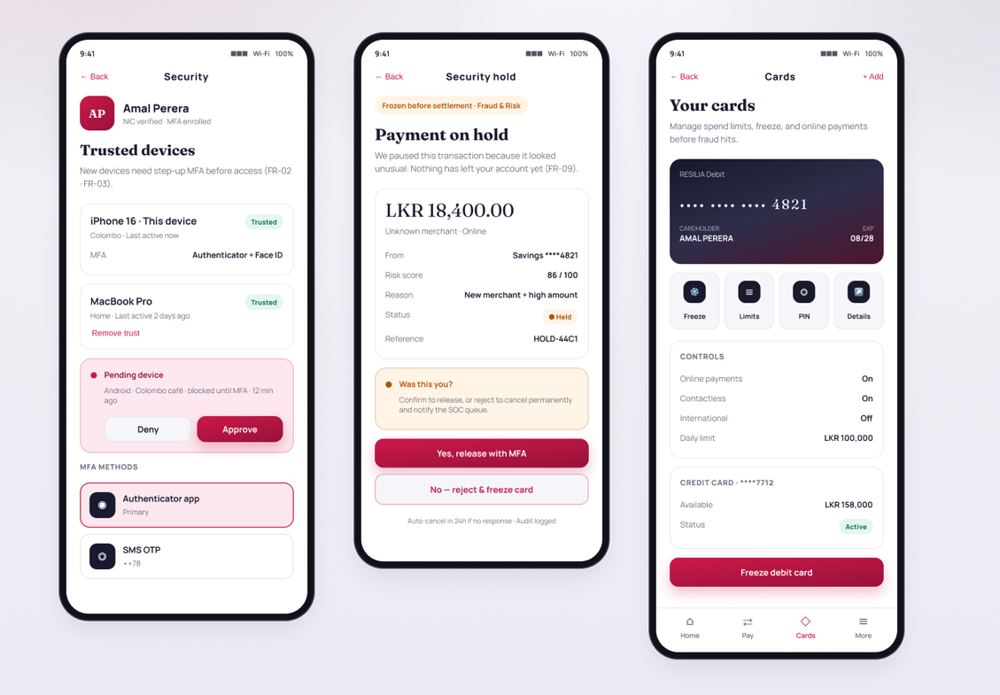 9:41
Wi-Fi 100%
← Back
Security
AP
Amal Perera
NIC verified · MFA enrolled
Trusted devices
New devices need step-up MFA before access (FR-02
· FR-03).
iPhone 16 · This device
Trusted
Colombo · Last active now
MFA
Authenticator + Face ID
MacBook Pro
Trusted
Home · Last active 2 days ago
Remove trust
Pending device
Android · Colombo café · blocked until MFA · 12 min
ago
Deny
Approve
MFA METHODS
Authenticator app
Primary
SMS OTP
••78
9:41
Wi-Fi 100%
← Back
Security hold
Frozen before settlement · Fraud & Risk
Payment on hold
We paused this transaction because it looked
unusual. Nothing has left your account yet (FR-09).
LKR 18,400.00
Unknown merchant · Online
From
Savings ****4821
Risk score
86 / 100
Reason
New merchant + high amount
Status
Held
Reference
HOLD-44C1
Was this you?
Confirm to release, or reject to cancel permanently
and notify the SOC queue.
Yes, release with MFA
No — reject & freeze card
Auto-cancel in 24h if no response · Audit logged
9:41
Wi-Fi 100%
← Back
Cards
+ Add
Your cards
Manage spend limits, freeze, and online payments
before fraud hits.
RESILIA Debit
•••• •••• •••• 4821
CARDHOLDER
AMAL PERERA
EXP
08/28
Freeze
Limits
PIN
Details
CONTROLS
Online payments
On
Contactless
On
International
Off
Daily limit
LKR 100,000
CREDIT CARD · ****7712
Available
LKR 158,000
Status
Active
Freeze debit card
Home
Pay
Cards
More